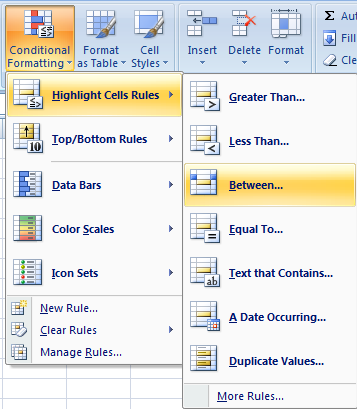 Conditional Formatting
Format as Table
Cell Styles
Insert
Delete
Format
Σ
Fill
Highlight Cells Rules
Top/Bottom Rules
Data Bars
Color Scales
Icon Sets
New Rule...
Clear Rules
Manage Rules...
Greater Than...
Less Than...
Between...
Equal To...
Text that Contains...
A Date Occurring...
Duplicate Values...
More Rules...